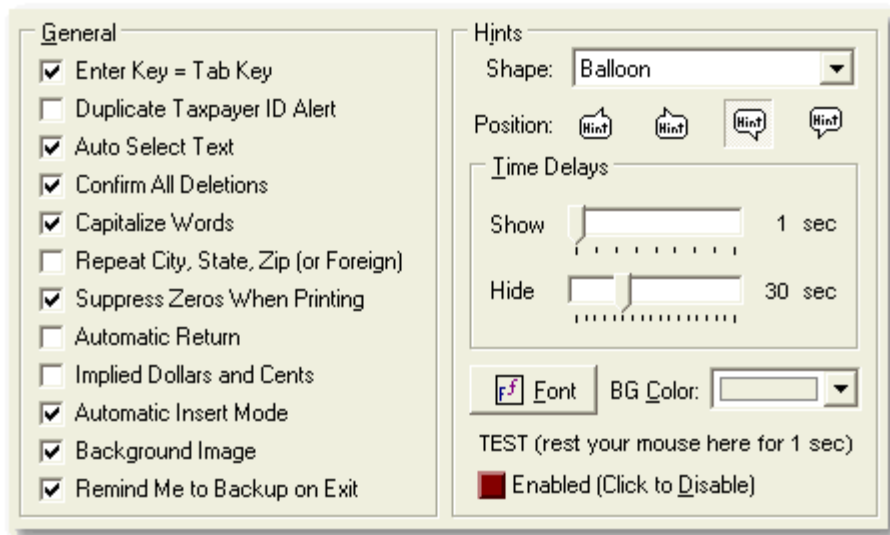 General
Enter Key = Tab Key
Duplicate Taxpayer ID Alert
Auto Select Text
Confirm All Deletions
Capitalize Words
Repeat City, State, Zip (or Foreign)
Suppress Zeros When Printing
Automatic Return
Implied Dollars and Cents
Automatic Insert Mode
Background Image
Remind Me to Backup on Exit
Hints
Shape: Balloon
Position: Hint Hint Hint Hint
Time Delays
Show 1 sec
Hide 30 sec
Ff Font BG Color:
TEST (rest your mouse here for 1 sec)
Enabled (Click to Disable)